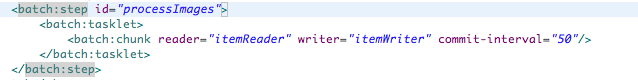 <batch:step id="processImages">
<batch:tasklet>
<batch:chunk reader="itemReader" writer="itemWriter" commit-interval="50"/>
</batch:tasklet>
</batch:step>